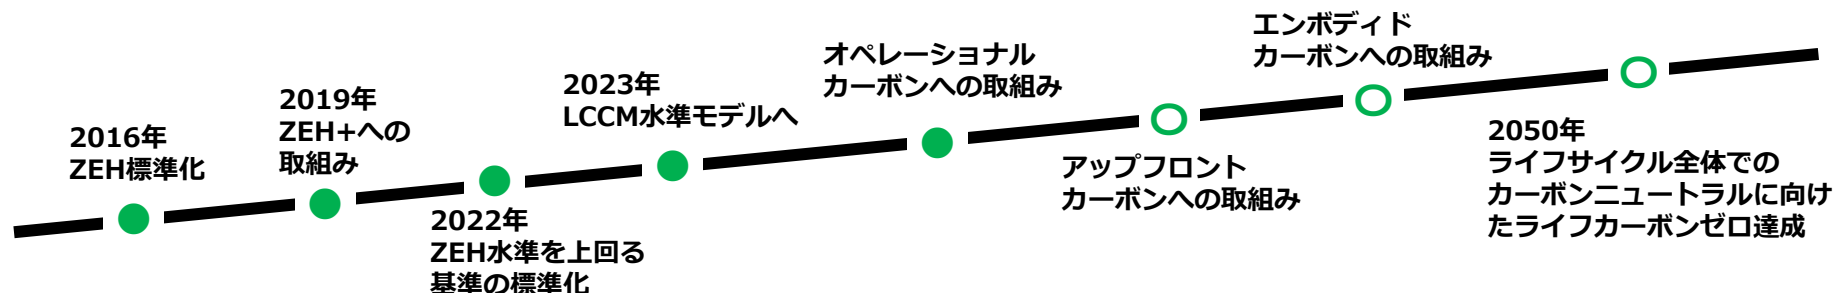 2016年
ZEH標準化
2019年
ZEH+への
取組み
2022年
ZEH水準を上回る
基準の標準化
2023年
LCCM水準モデルへ
オペレーショナル
カーボンへの取組み
アップフロント
カーボンへの取組み
エンボディド
カーボンへの取組み
2050年
ライフサイクル全体での
カーボンニュートラルに向け
たライフカーボンゼロ達成